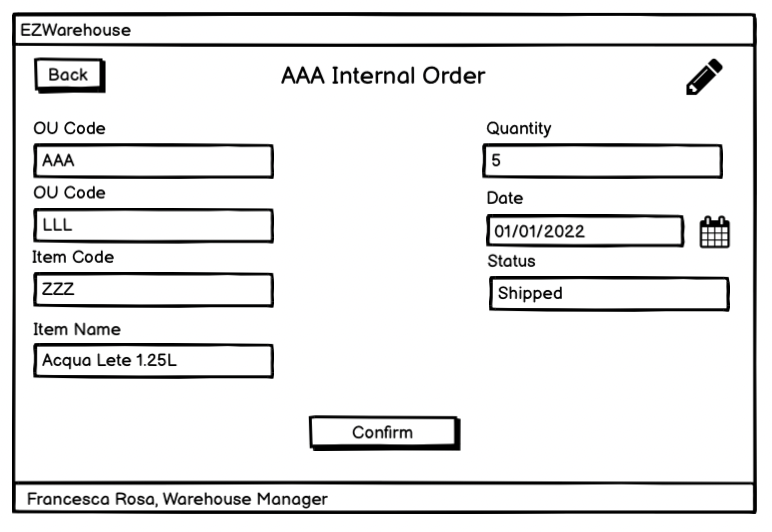 EZWarehouse
Back
AAA Internal Order
OU Code
AAA
OU Code
LLL
Item Code
ZZZ
Item Name
Acqua Lete 1.25L
Quantity
5
Date
01/01/2022
Status
Shipped
Confirm
Francesca Rosa, Warehouse Manager